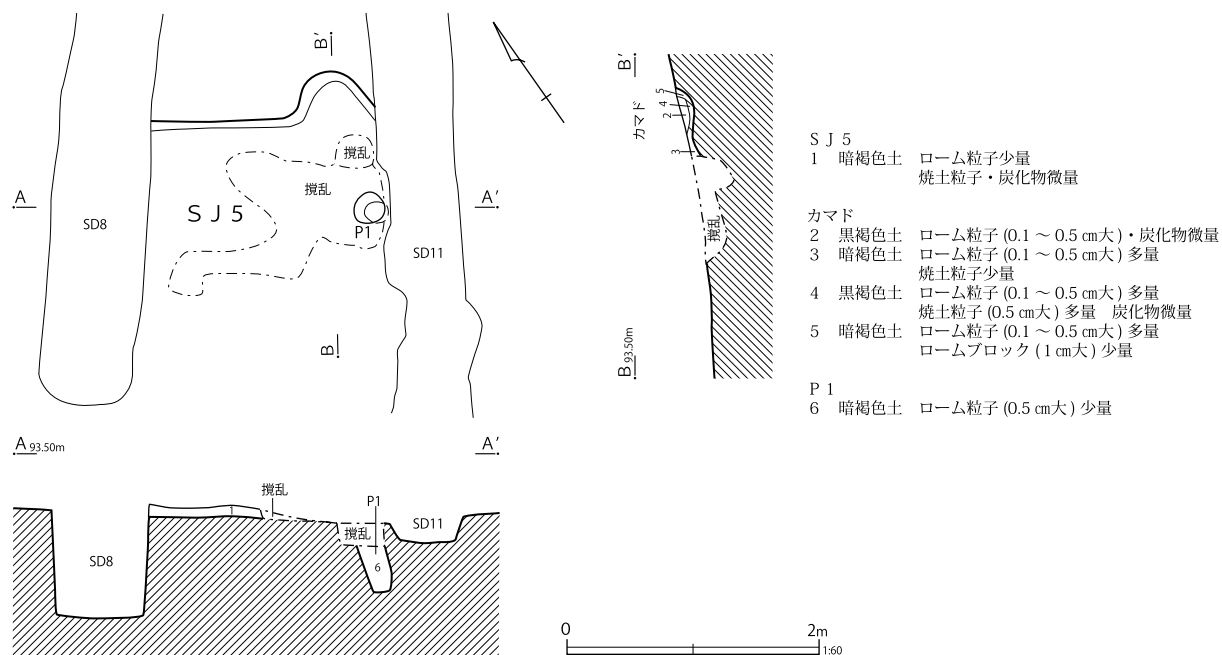 B′
B′
カマド
5
4
2
3
撹乱
撹乱
撹乱
A
A′
SJ5
P1
SD8
SD11
B
B 93.50m
ＳＪ５
1 暗褐色土 ローム粒子少量
焼土粒子・炭化物微量
カマド
2 黒褐色土 ローム粒子(0.1～0.5㎝大)・炭化物微量
3 暗褐色土 ローム粒子(0.1～0.5㎝大)多量
焼土粒子少量
4 黒褐色土 ローム粒子(0.1～0.5㎝大)多量
焼土粒子(0.5㎝大)多量 炭化物微量
5 暗褐色土 ローム粒子(0.1～0.5㎝大)多量
ロームブロック(1㎝大)少量
Ｐ１
6 暗褐色土 ローム粒子(0.5㎝大)少量
A 93.50m
A′
撹乱
P1
1
撹乱
SD11
SD8
6
0
2m
1:60